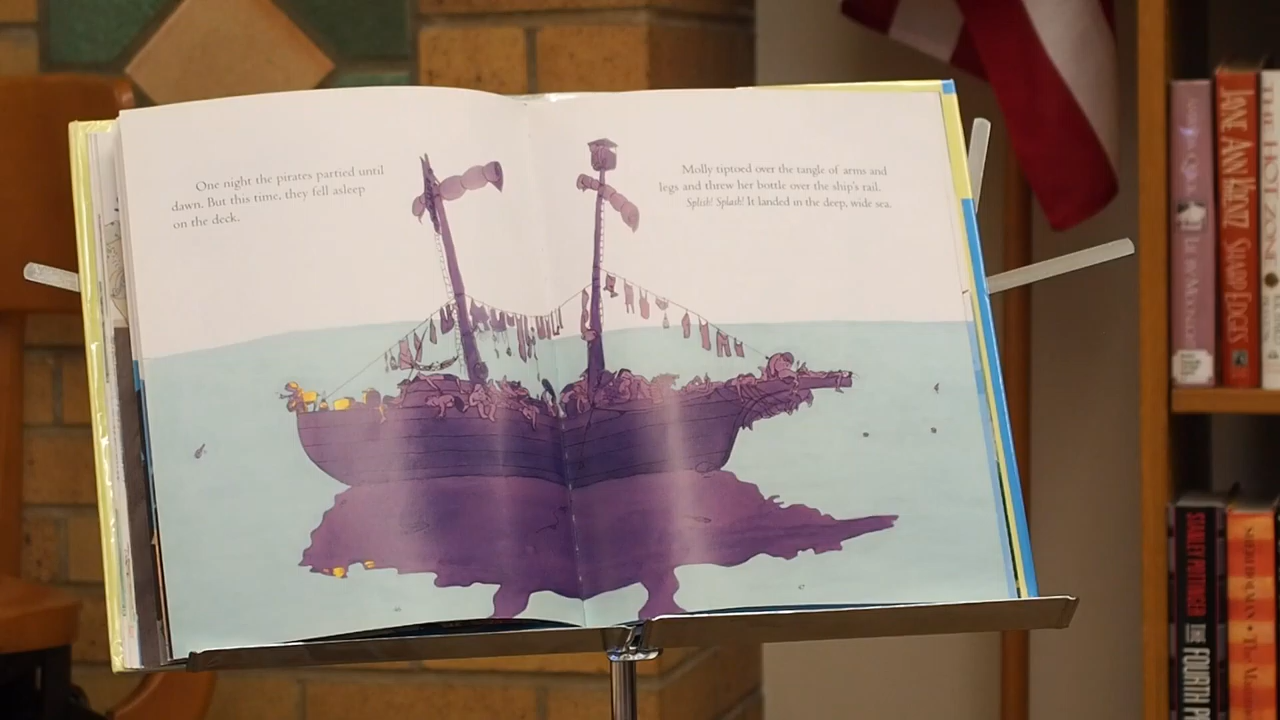 One night the pirates partied until
dawn. But this time, they fell asleep
on the deck.
Molly tiptoed over the tangle of arms and
legs and threw her bottle over the ship's rail.
Splish! Splash! It landed in the deep, wide sea.
JAYNE ANN KRENTZ SHARP EDGES
THE HOT ZONE
STANLEY POTTINGER THE FOURTH